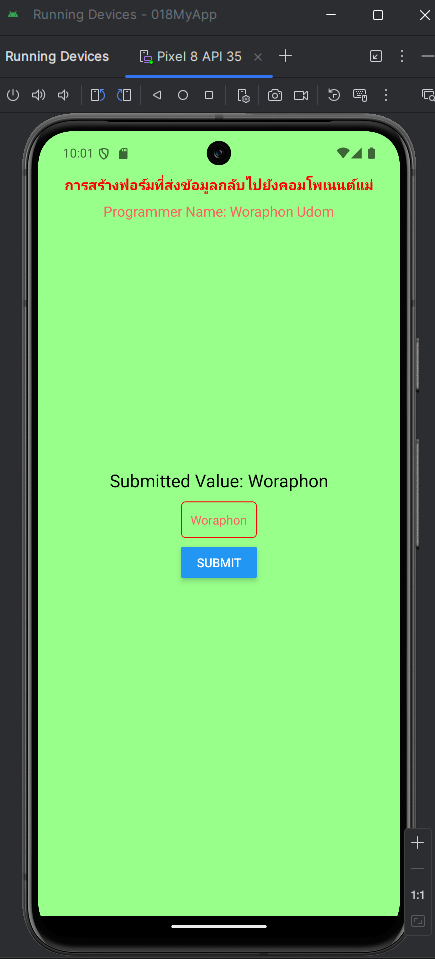 Running Devices - 018MyApp
Running Devices
Pixel 8 API 35
10:01
การสร้างฟอร์มที่ส่งข้อมูลกลับไปยังคอมโพเนนต์แม่
Programmer Name: Woraphon Udom
Submitted Value: Woraphon
Woraphon
SUBMIT
1:1